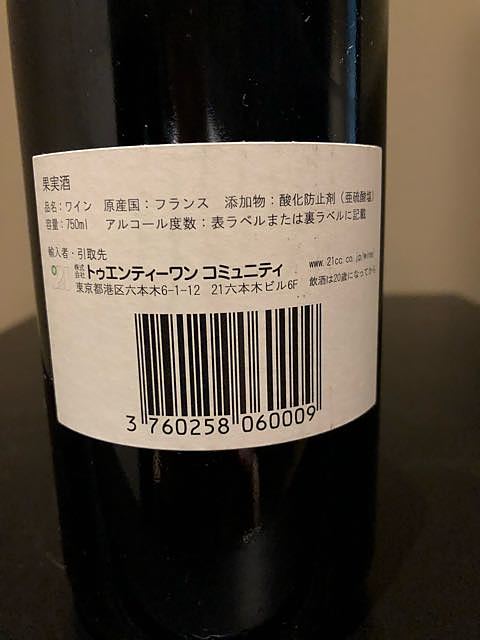 果実酒
品名：ワイン 原産国：フランス 添加物：酸化防止剤（亜硫酸塩）
容量：750ml アルコール度数：表ラベルまたは裏ラベルに記載
輸入者・引取先
株式会社 トゥエンティーワン コミュニティ www.21cc.co.jp/wine/
東京都港区六本木6-1-12 21六本木ビル6F 飲酒は20歳になってから
3 760258 060009